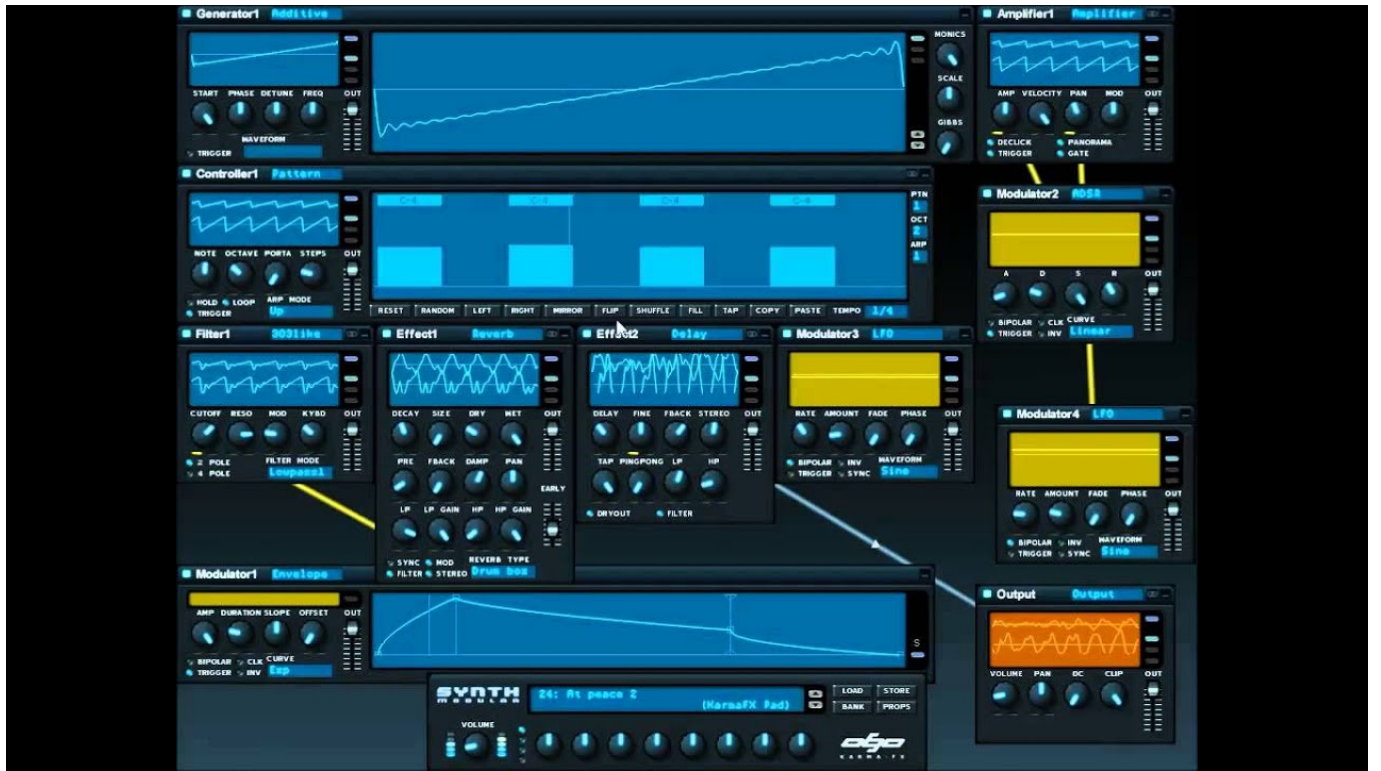 Generator1 Additive
MONICS
SCALE
GIBBS
START PHASE DETUNE FREQ OUT
WAVEFORM
TRIGGER
Amplifier1 Amplifier
AMP VELOCITY PAN MOD OUT
DECLICK PANORAMA
TRIGGER GATE
Controller1 Pattern
C-4 C-4 C-4 C-4
PTN
1
OCT
2
ARP
1
NOTE OCTAVE PORTA STEPS OUT
HOLD LOOP ARP MODE
TRIGGER Up
RESET RANDOM LEFT RIGHT MIRROR FLIP SHUFFLE FILL TAP COPY PASTE TEMPO 1/4
Modulator2 ADSR
A D S R OUT
BIPOLAR CLK CURVE
TRIGGER INV Linear
Filter1 303like
CUTOFF RESO MOD KYBD OUT
2 POLE FILTER MODE
4 POLE Lowpass1
Effect1 Reverb
DECAY SIZE DRY WET OUT
PRE FBACK DAMP PAN
EARLY
LP LP GAIN HP HP GAIN
SYNC MOD REVERB TYPE
FILTER STEREO Drum box
Effect2 Delay
DELAY FINE FBACK STEREO OUT
TAP PINGPONG LP HP
DRYOUT FILTER
Modulator3 LFO
RATE AMOUNT FADE PHASE OUT
BIPOLAR INV WAVEFORM
TRIGGER SYNC Sine
Modulator4 LFO
RATE AMOUNT FADE PHASE OUT
BIPOLAR INV WAVEFORM
TRIGGER SYNC Sine
Modulator1 Envelope
AMP DURATION SLOPE OFFSET OUT
BIPOLAR CLK CURVE
TRIGGER INV Exp
S
Output Output
VOLUME PAN DC CLIP OUT
SYNTH
MODULAR
24: At peace 2
(KarmaFX Pad)
LOAD STORE
BANK PROPS
VOLUME
KARMA-FX